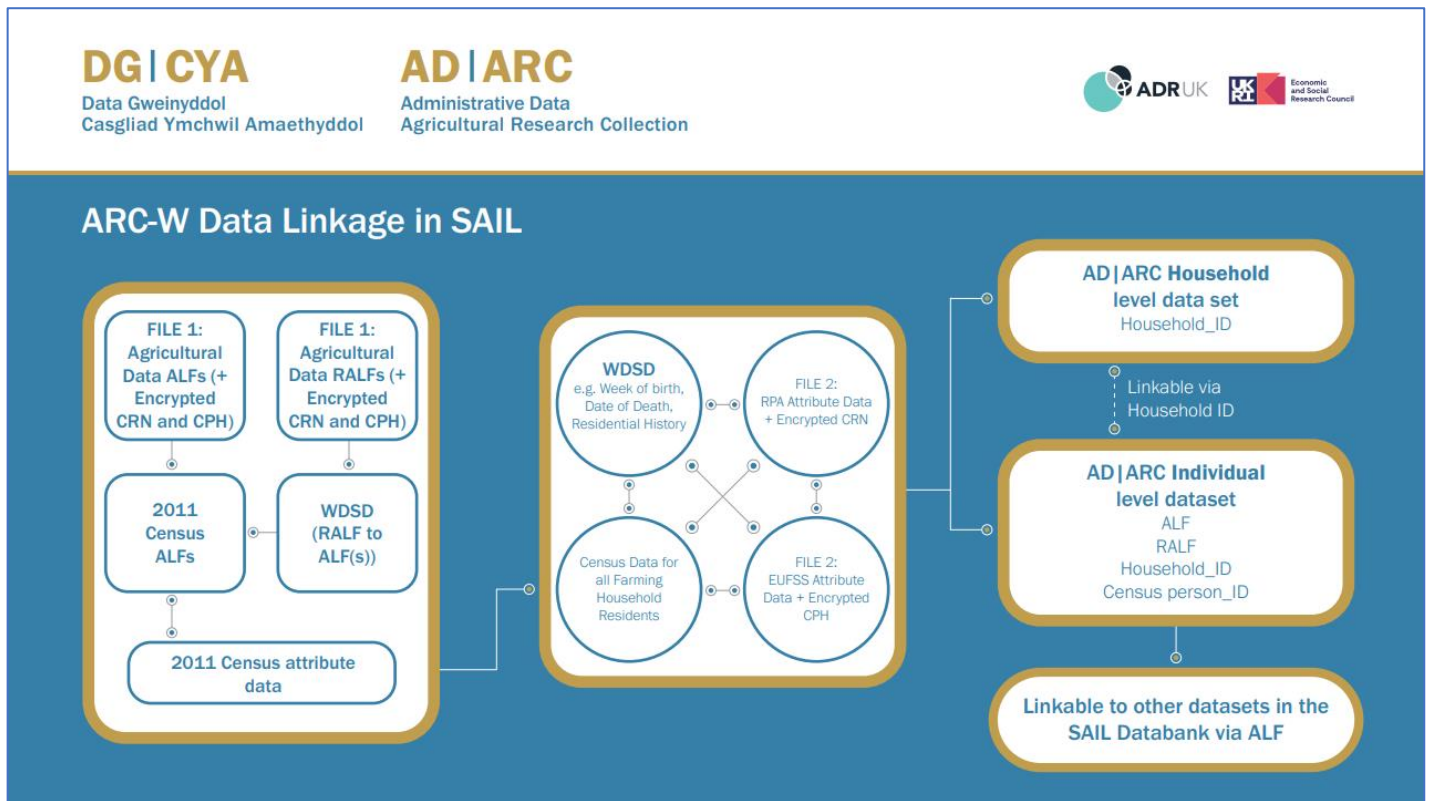 DG|CYA
Data Gweinyddol
Casgliad Ymchwil Amaethyddol
AD|ARC
Administrative Data
Agricultural Research Collection
ADRUK
UKRI
Economic
and Social
Research Council
ARC-W Data Linkage in SAIL
FILE 1:
Agricultural
Data ALFs (+
Encrypted
CRN and CPH)
FILE 1:
Agricultural
Data RALFs (+
Encrypted
CRN and CPH)
2011
Census
ALFs
WDSD
(RALF to
ALF(s))
2011 Census attribute
data
WDSD
e.g. Week of birth,
Date of Death,
Residential History
FILE 2:
RPA Attribute Data
+ Encrypted CRN
Census Data for
all Farming
Household
Residents
FILE 2:
EUFSS Attribute
Data + Encrypted
CPH
AD|ARC Household
level data set
Household_ID
Linkable via
Household ID
AD|ARC Individual
level dataset
ALF
RALF
Household_ID
Census person_ID
Linkable to other datasets in the
SAIL Databank via ALF